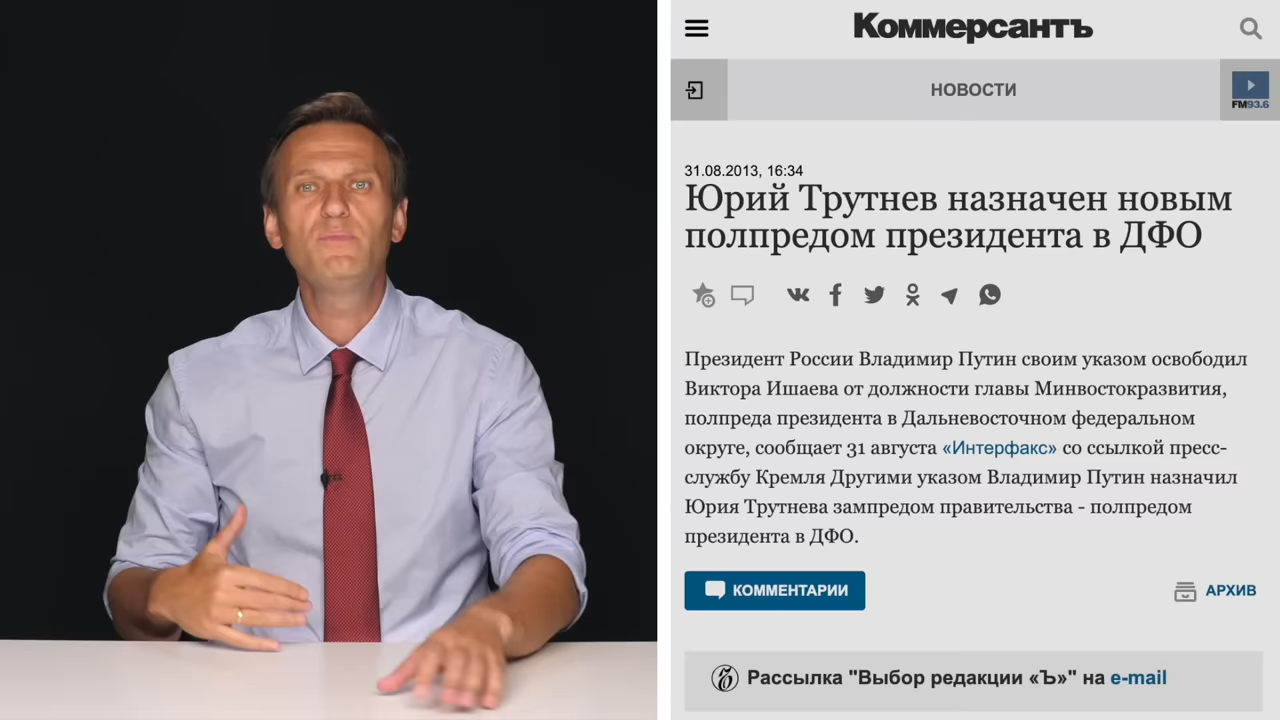 Коммерсантъ
НОВОСТИ
FM93.6
31.08.2013, 16:34
Юрий Трутнев назначен новым
полпредом президента в ДФО
Президент России Владимир Путин своим указом освободил
Виктора Ишаева от должности главы Минвостокразвития,
полпреда президента в Дальневосточном федеральном
округе, сообщает 31 августа «Интерфакс» со ссылкой пресс-
службу Кремля Другими указом Владимир Путин назначил
Юрия Трутнева зампредом правительства - полпредом
президента в ДФО.
КОММЕНТАРИИ
АРХИВ
Рассылка "Выбор редакции «Ъ»" на e-mail